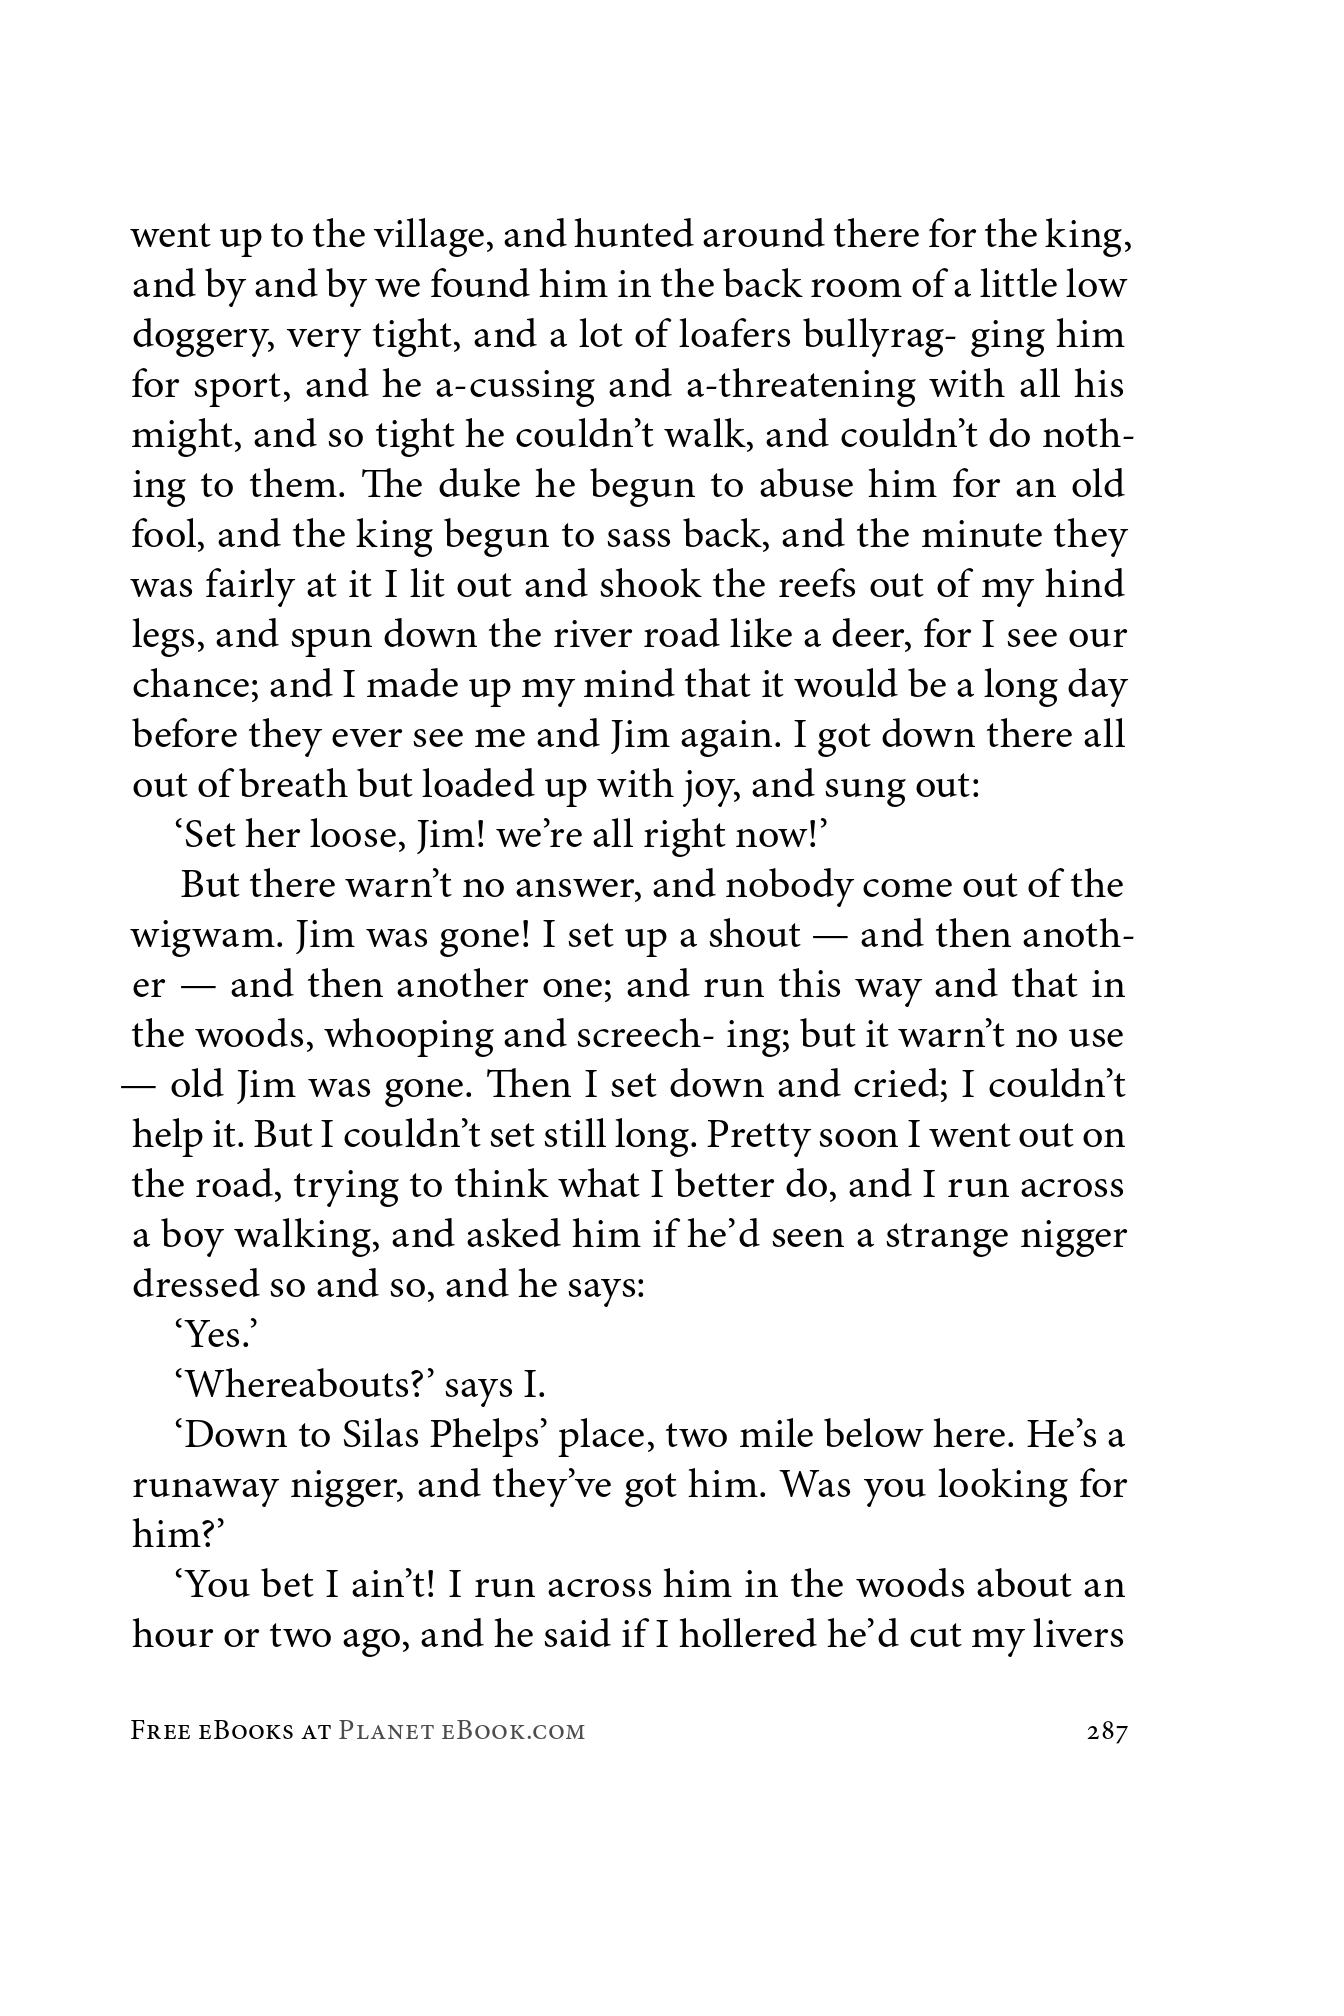 went up to the village, and hunted around there for the king,
and by and by we found him in the back room of a little low
doggery, very tight, and a lot of loafers bullyrag- ging him
for sport, and he a-cussing and a-threatening with all his
might, and so tight he couldn’t walk, and couldn’t do noth-
ing to them. The duke he begun to abuse him for an old
fool, and the king begun to sass back, and the minute they
was fairly at it I lit out and shook the reefs out of my hind
legs, and spun down the river road like a deer, for I see our
chance; and I made up my mind that it would be a long day
before they ever see me and Jim again. I got down there all
out of breath but loaded up with joy, and sung out:
‘Set her loose, Jim! we’re all right now!’
But there warn’t no answer, and nobody come out of the
wigwam. Jim was gone! I set up a shout — and then anoth-
er — and then another one; and run this way and that in
the woods, whooping and screech- ing; but it warn’t no use
— old Jim was gone. Then I set down and cried; I couldn’t
help it. But I couldn’t set still long. Pretty soon I went out on
the road, trying to think what I better do, and I run across
a boy walking, and asked him if he’d seen a strange nigger
dressed so and so, and he says:
‘Yes.’
‘Whereabouts?’ says I.
‘Down to Silas Phelps’ place, two mile below here. He’s a
runaway nigger, and they’ve got him. Was you looking for
him?’
‘You bet I ain’t! I run across him in the woods about an
hour or two ago, and he said if I hollered he’d cut my livers
Free eBooks at Planet eBook.com 287